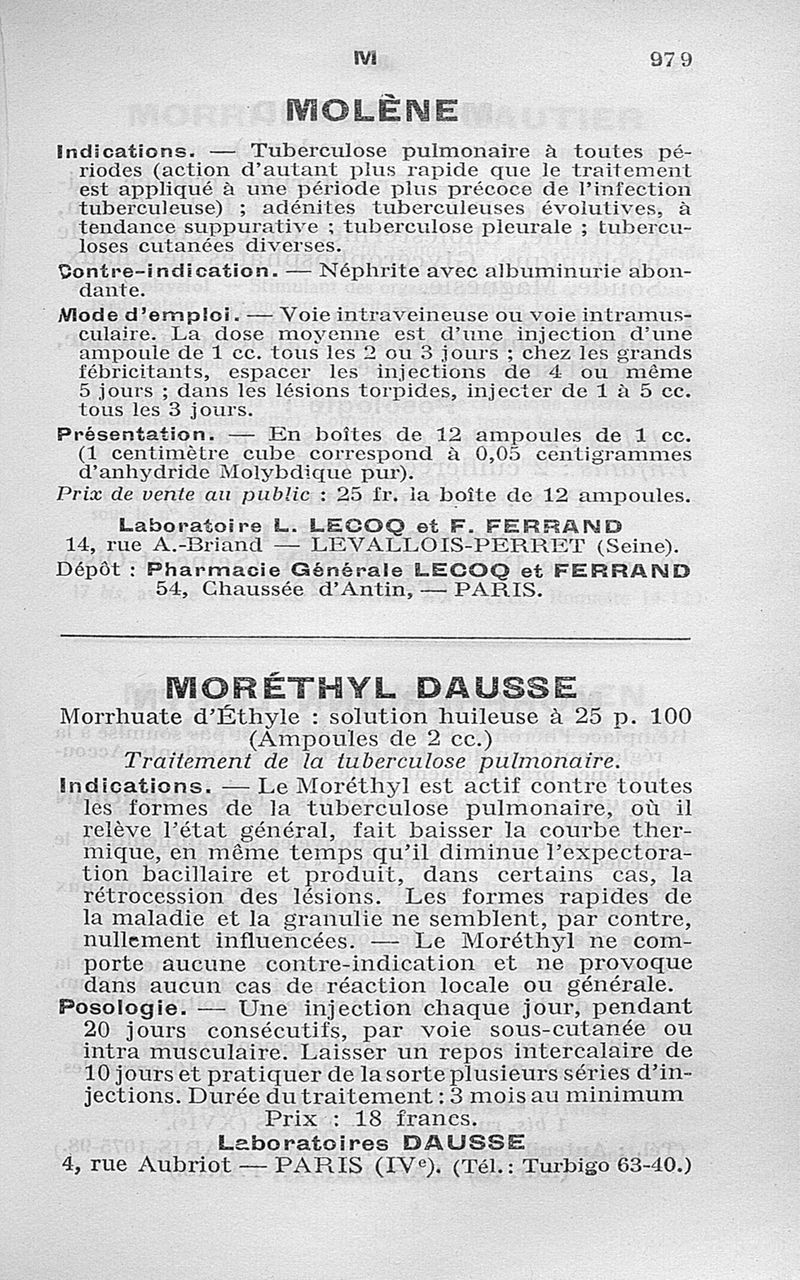 M 979
MOLÈNE
Indications. — Tuberculose pulmonaire à toutes pé-
riodes (action d'autant plus rapide que le traitement
est appliqué à une période plus précoce de l'infection
tuberculeuse) ; adénites tuberculeuses évolutives, à
tendance suppurative ; tuberculose pleurale ; tubercu-
loses cutanées diverses.
Contre-indication. — Néphrite avec albuminurie abon-
dante.
Mode d'emploi. — Voie intraveineuse ou voie intramus-
culaire. La dose moyenne est d'une injection d'une
ampoule de 1 cc. tous les 2 ou 3 jours ; chez les grands
fébricitants, espacer les injections de 4 ou même
5 jours ; dans les lésions torpides, injecter de 1 à 5 cc.
tous les 3 jours.
Présentation. — En boîtes de 12 ampoules de 1 cc.
(1 centimètre cube correspond à 0,05 centigrammes
d'anhydride Molybdique pur).
Prix de vente au public : 25 fr. la boîte de 12 ampoules.
Laboratoire L. LECOQ et F. FERRAND
14, rue A.-Briand — LEVALLOIS-PERRET (Seine).
Dépôt : Pharmacie Générale LECOQ et FERRAND
54, Chaussée d'Antin, — PARIS.
MORÉTHYL DAUSSE
Morrhuate d'Éthyle : solution huileuse à 25 p. 100
(Ampoules de 2 cc.)
Traitement de la tuberculose pulmonaire.
Indications. — Le Moréthyl est actif contre toutes
les formes de la tuberculose pulmonaire, où il
relève l'état général, fait baisser la courbe ther-
mique, en même temps qu'il diminue l'expectora-
tion bacillaire et produit, dans certains cas, la
rétrocession des lésions. Les formes rapides de
la maladie et la granulie ne semblent, par contre,
nullement influencées. — Le Moréthyl ne com-
porte aucune contre-indication et ne provoque
dans aucun cas de réaction locale ou générale.
Posologie. — Une injection chaque jour, pendant
20 jours consécutifs, par voie sous-cutanée ou
intra musculaire. Laisser un repos intercalaire de
10 jours et pratiquer de la sorte plusieurs séries d'in-
jections. Durée du traitement : 3 mois au minimum
Prix : 18 francs.
Laboratoires DAUSSE
4, rue Aubriot — PARIS (IVe). (Tél. : Turbigo 63-40.)